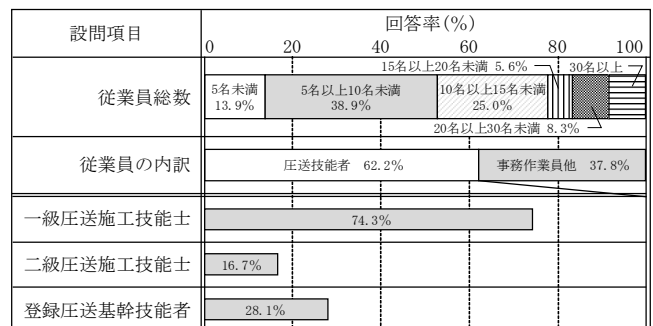 設問項目
回答率(%)
0 20 40 60 80 100
従業員総数
15名以上20名未満 5.6%
30名以上
5名未満
13.9%
5名以上10名未満
38.9%
10名以上15名未満
25.0%
20名以上30名未満 8.3%
従業員の内訳
圧送技能者 62.2%
事務作業員他 37.8%
一級圧送施工技能士
74.3%
二級圧送施工技能士
16.7%
登録圧送基幹技能者
28.1%